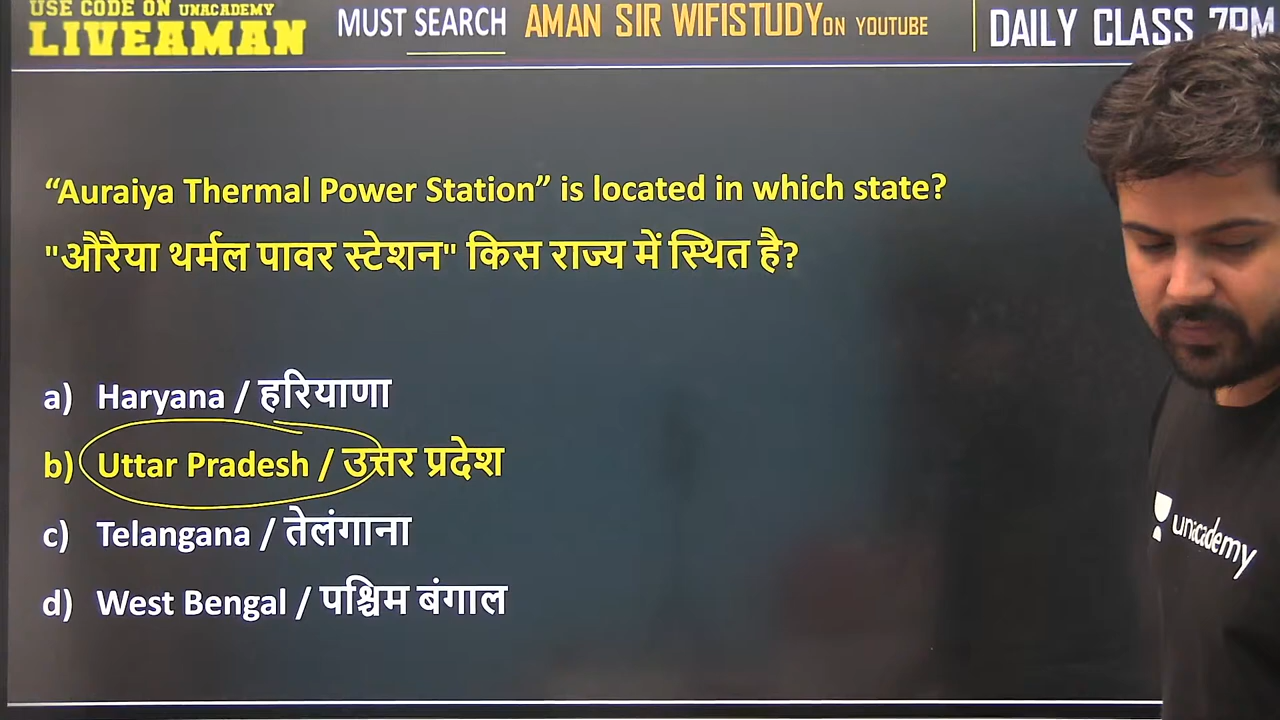 USE CODE ON UNACADEMY
LIVEAMAN
MUST SEARCH AMAN SIR WIFISTUDY ON YOUTUBE
DAILY CLASS 7PM
“Auraiya Thermal Power Station” is located in which state?
"औरैया थर्मल पावर स्टेशन" किस राज्य में स्थित है?
a) Haryana / हरियाणा
b) Uttar Pradesh / उत्तर प्रदेश
c) Telangana / तेलंगाना
d) West Bengal / पश्चिम बंगाल
unacademy